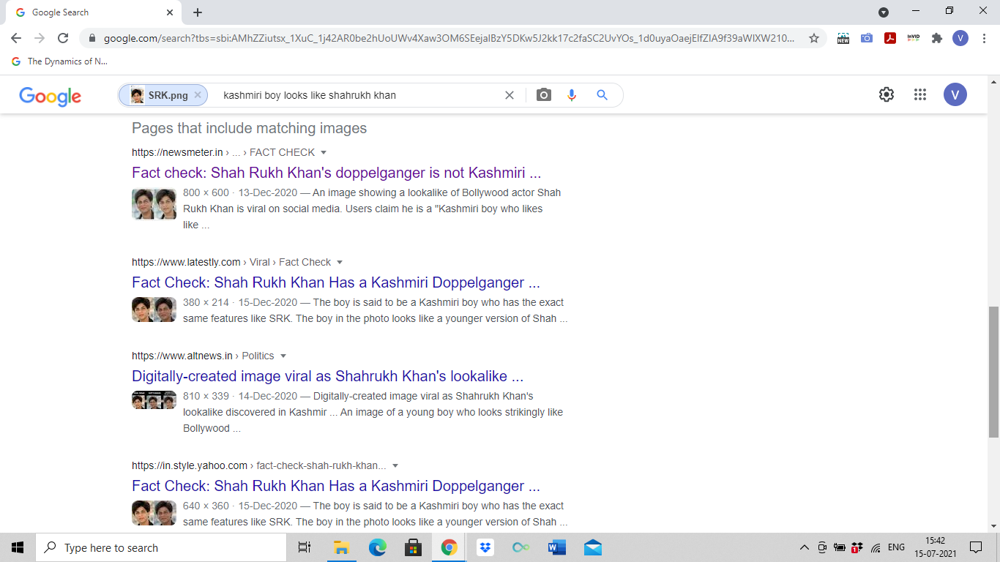 Google Search
google.com/search?tbs=sbi:AMhZZiutsx_1XuC_1j42AR0be2hUoUWv4Xaw3OM6SEejaIBzY5DKw5J2kk17c2faSC2UvYOs_1d0uyaOaejEIfZIA9f39aWIXW210...
NEW
InVID
V
The Dynamics of N...
Google
SRK.png
kashmiri boy looks like shahrukh khan
V
Pages that include matching images
https://newsmeter.in › ... › FACT CHECK
Fact check: Shah Rukh Khan's doppelganger is not Kashmiri ...
800 × 600 · 13-Dec-2020 — An image showing a lookalike of Bollywood actor Shah
Rukh Khan is viral on social media. Users claim he is a "Kashmiri boy who likes
like ...
https://www.latestly.com › Viral › Fact Check
Fact Check: Shah Rukh Khan Has a Kashmiri Doppelganger ...
380 × 214 · 15-Dec-2020 — The boy is said to be a Kashmiri boy who has the exact
same features like SRK. The boy in the photo looks like a younger version of Shah ...
https://www.altnews.in › Politics
Digitally-created image viral as Shahrukh Khan's lookalike ...
810 × 339 · 14-Dec-2020 — Digitally-created image viral as Shahrukh Khan's
lookalike discovered in Kashmir ... An image of a young boy who looks strikingly like
Bollywood ...
https://in.style.yahoo.com › fact-check-shah-rukh-khan...
Fact Check: Shah Rukh Khan Has a Kashmiri Doppelganger ...
640 × 360 · 15-Dec-2020 — The boy is said to be a Kashmiri boy who has the exact
same features like SRK. The boy in the photo looks like a younger version of Shah ...
Type here to search
W
1
ENG
15:42
15-07-2021